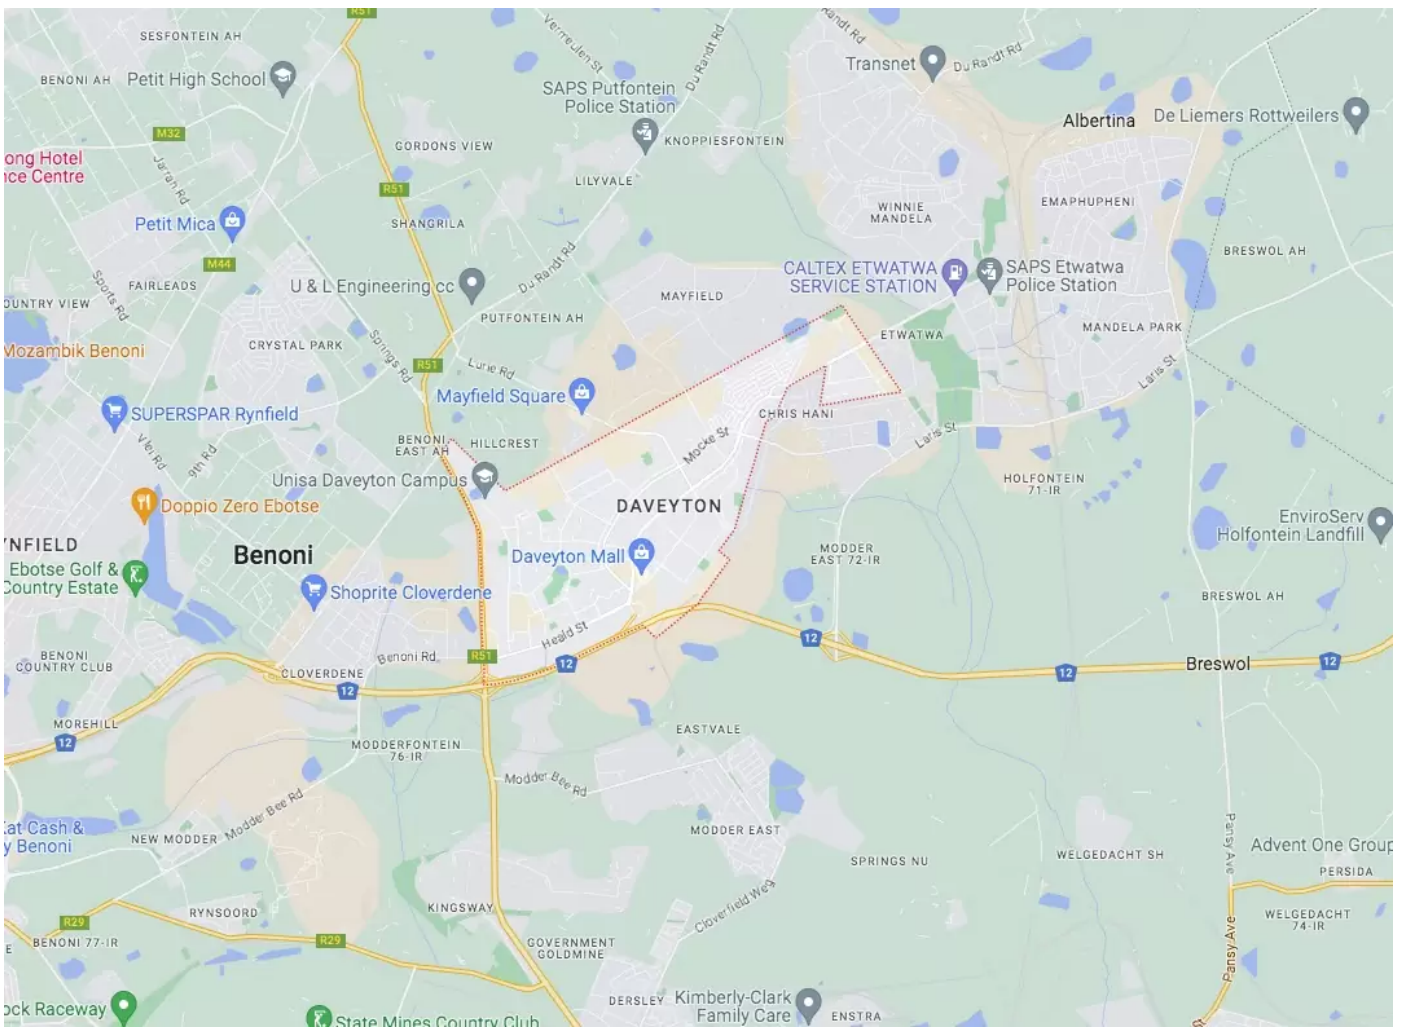 R51
SESFONTEIN AH
Vermeulen St
Du Randt Rd
Randt Rd
Transnet
Du Randt Rd
BENONI AH
Petit High School
SAPS Putfontein
Police Station
Albertina
De Liemers Rottweilers
M32
GORDONS VIEW
KNOPPIESFONTEIN
ong Hotel
nce Centre
Jarrah Rd
R51
LILYVALE
WINNIE
MANDELA
EMAPHUPHENI
Petit Mica
SHANGRILA
BRESWOL AH
M44
Du Randt Rd
CALTEX ETWATWA
SERVICE STATION
SAPS Etwatwa
Police Station
FAIRLEADS
U & L Engineering cc
MAYFIELD
OUNTRY VIEW
Sports Rd
PUTFONTEIN AH
ETWATWA
MANDELA PARK
Mozambik Benoni
CRYSTAL PARK
Springs Rd
R51
Lurie Rd
Laris St
Mayfield Square
SUPERSPAR Rynfield
CHRIS HANI
Laris St
Vlei Rd
9th Rd
BENONI
EAST AH
HILLCREST
Mocke St
Unisa Daveyton Campus
HOLFONTEIN
71-IR
Doppio Zero Ebotse
DAVEYTON
EnviroServ
Holfontein Landfill
YNFIELD
Benoni
Daveyton Mall
MODDER
EAST 72-IR
Ebotse Golf &
Country Estate
Shoprite Cloverdene
BRESWOL AH
Heald St
12
BENONI
COUNTRY CLUB
Benoni Rd
R51
12
Breswol
12
CLOVERDENE
12
12
MOREHILL
12
EASTVALE
MODDERFONTEIN
76-IR
Modder Bee Rd
Modder Bee Rd
Kat Cash &
y Benoni
NEW MODDER
MODDER EAST
Pansy Ave
Advent One Group
SPRINGS NU
WELGEDACHT SH
PERSIDA
Cloverfield Weg
R29
RYNSOORD
KINGSWAY
WELGEDACHT
74-IR
BENONI 77-IR
R29
GOVERNMENT
GOLDMINE
Pansy Ave
E
ock Raceway
DERSLEY
Kimberly-Clark
Family Care
ENSTRA
State Mines Country Club